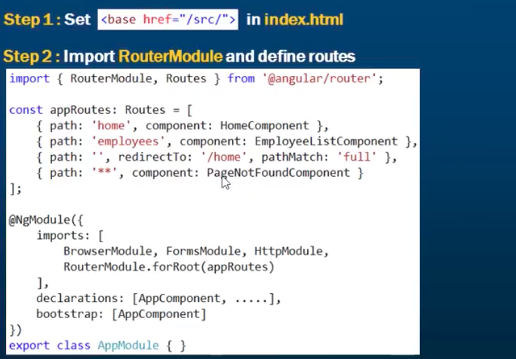 Step 1 : Set <base href="/src/"> in index.html
Step 2 : Import RouterModule and define routes
import { RouterModule, Routes } from '@angular/router';
const appRoutes: Routes = [
{ path: 'home', component: HomeComponent },
{ path: 'employees', component: EmployeeListComponent },
{ path: '', redirectTo: '/home', pathMatch: 'full' },
{ path: '**', component: PageNotFoundComponent }
];
@NgModule({
imports: [
BrowserModule, FormsModule, HttpModule,
RouterModule.forRoot(appRoutes)
],
declarations: [AppComponent, .....],
bootstrap: [AppComponent]
})
export class AppModule { }